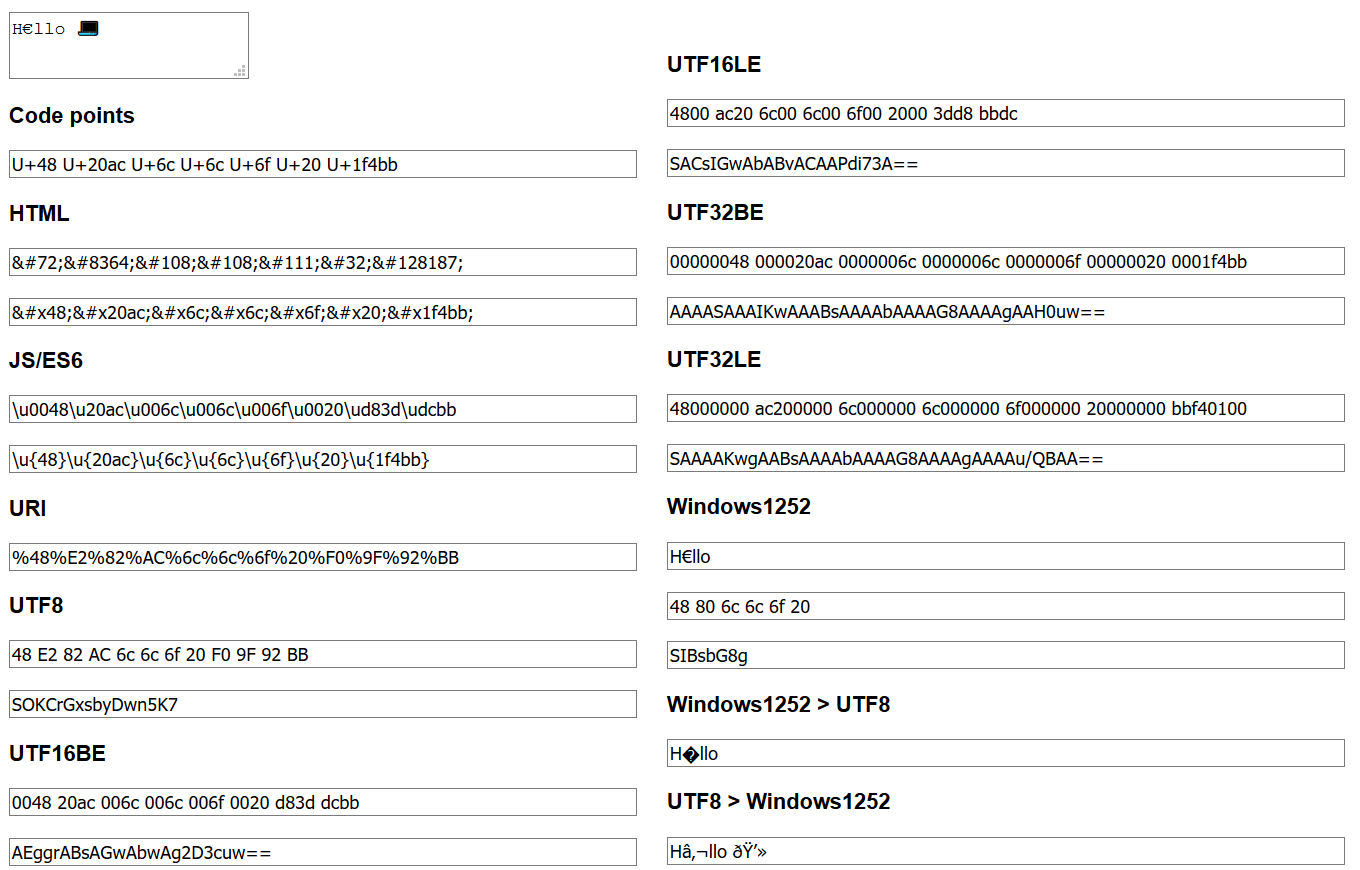 H€llo 💻
Code points
U+48 U+20ac U+6c U+6c U+6f U+20 U+1f4bb
HTML
&#72;&#8364;&#108;&#108;&#111;&#32;&#128187;
&#x48;&#x20ac;&#x6c;&#x6c;&#x6f;&#x20;&#x1f4bb;
JS/ES6
\u0048\u20ac\u006c\u006c\u006f\u0020\ud83d\udcbb
\u{48}\u{20ac}\u{6c}\u{6c}\u{6f}\u{20}\u{1f4bb}
URI
%48%E2%82%AC%6c%6c%6f%20%F0%9F%92%BB
UTF8
48 E2 82 AC 6c 6c 6f 20 F0 9F 92 BB
SOKCrGxsbyDwn5K7
UTF16BE
0048 20ac 006c 006c 006f 0020 d83d dcbb
AEggrABsAGwAbwAg2D3cuw==
UTF16LE
4800 ac20 6c00 6c00 6f00 2000 3dd8 bbdc
SACsIGwAbABvACAAPdi73A==
UTF32BE
00000048 000020ac 0000006c 0000006c 0000006f 00000020 0001f4bb
AAAASAAAIKwAAABsAAAAbAAAAG8AAAAgAAH0uw==
UTF32LE
48000000 ac200000 6c000000 6c000000 6f000000 20000000 bbf40100
SAAAAKwgAABsAAAAbAAAAG8AAAAgAAAAu/QBAA==
Windows1252
H€llo
48 80 6c 6c 6f 20
SIBsbG8g
Windows1252 > UTF8
H�llo
UTF8 > Windows1252
Hâ‚¬llo ðŸ’»